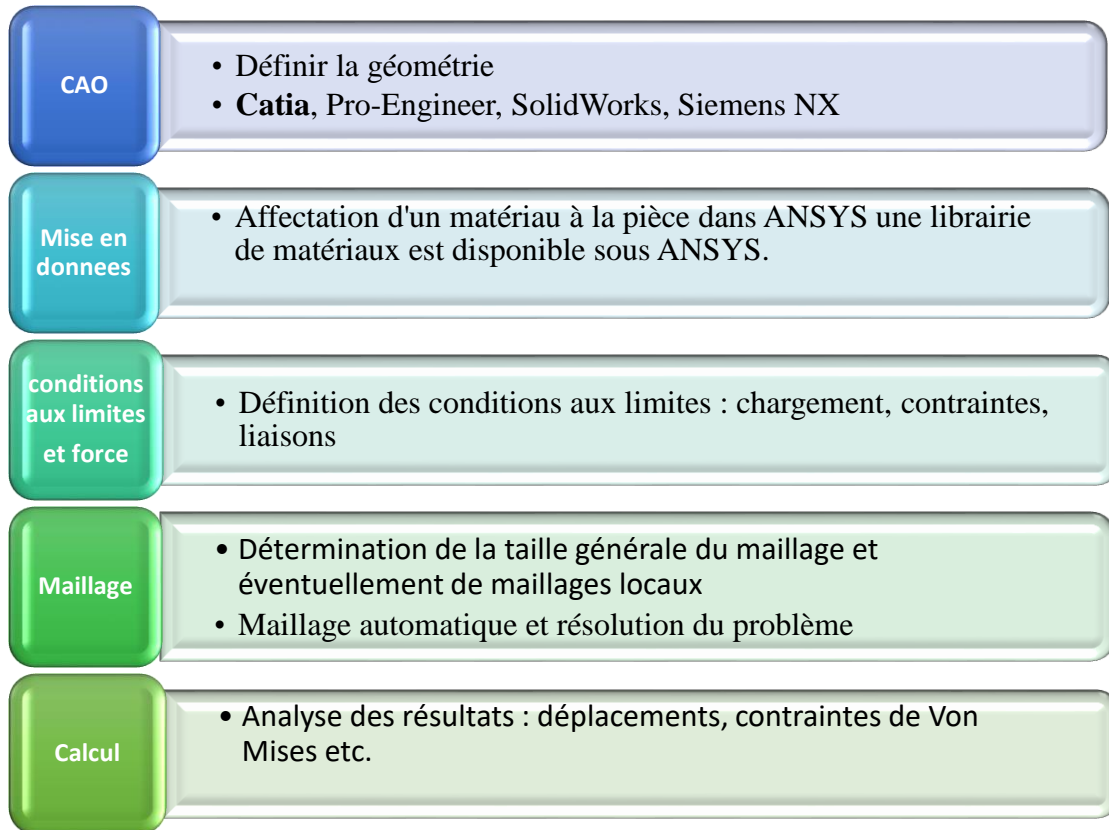 CAO
• Définir la géométrie
• Catia, Pro-Engineer, SolidWorks, Siemens NX
Mise en
donnees
• Affectation d'un matériau à la pièce dans ANSYS une librairie
de matériaux est disponible sous ANSYS.
conditions
aux limites
et force
• Définition des conditions aux limites : chargement, contraintes,
liaisons
Maillage
• Détermination de la taille générale du maillage et
éventuellement de maillages locaux
• Maillage automatique et résolution du problème
Calcul
• Analyse des résultats : déplacements, contraintes de Von
Mises etc.